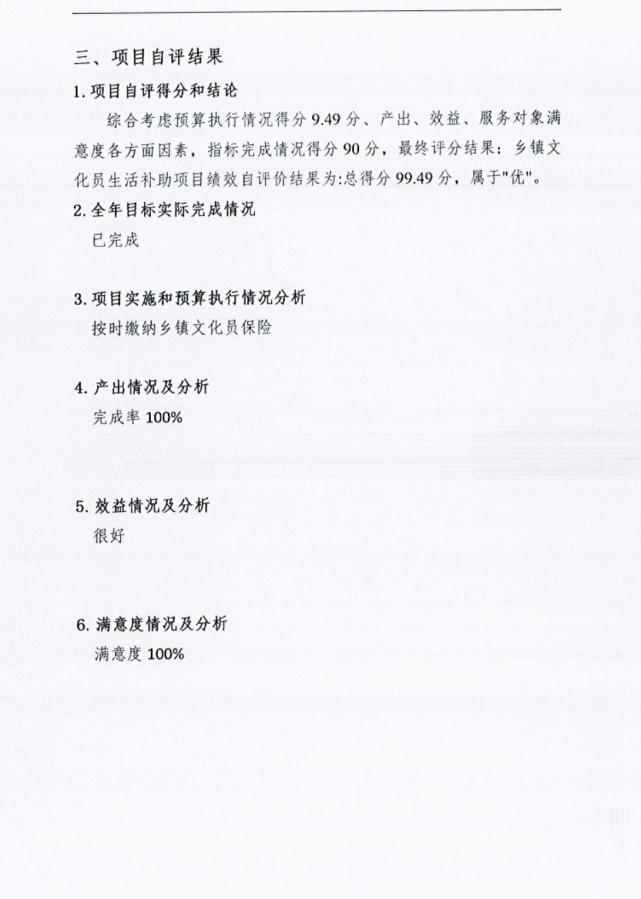 三、项目自评结果
1. 项目自评得分和结论
综合考虑预算执行情况得分 9.49 分、产出、效益、服务对象满
意度各方面因素，指标完成情况得分 90 分，最终评分结果：乡镇文
化员生活补助项目绩效自评价结果为:总得分 99.49 分，属于"优"。
2. 全年目标实际完成情况
已完成
3. 项目实施和预算执行情况分析
按时缴纳乡镇文化员保险
4. 产出情况及分析
完成率 100%
5. 效益情况及分析
很好
6. 满意度情况及分析
满意度 100%